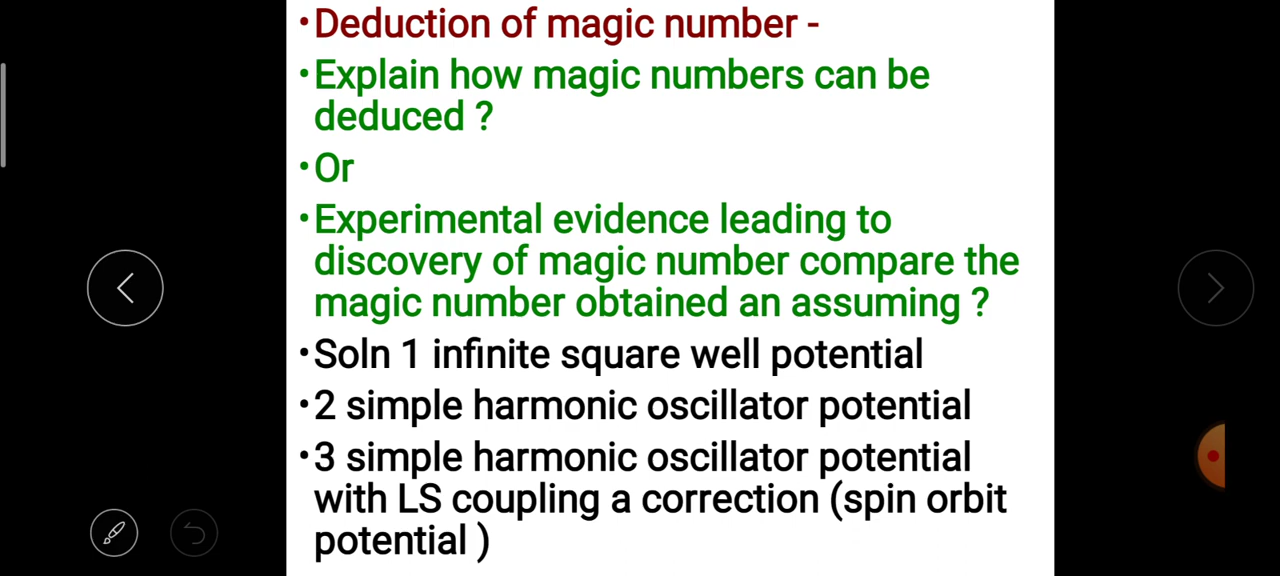 •Deduction of magic number -
•Explain how magic numbers can be
deduced ?
•Or
•Experimental evidence leading to
discovery of magic number compare the
magic number obtained an assuming ?
•Soln 1 infinite square well potential
•2 simple harmonic oscillator potential
•3 simple harmonic oscillator potential
with LS coupling a correction (spin orbit
potential )